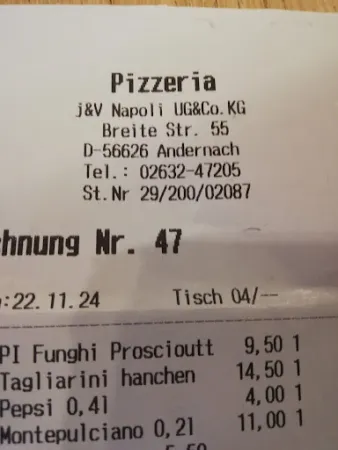 Pizzeria
j&V Napoli UG&Co.KG
Breite Str. 55
D-56626 Andernach
Tel.: 02632-47205
St.Nr 29/200/02087
chnung Nr. 47
:22.11.24 Tisch 04/--
PI Funghi Prscioutt 9,50 1
Tagliarini hanchen 14,50 1
Pepsi 0,4l 4,00 1
Montepulciano 0,2l 11,00 1